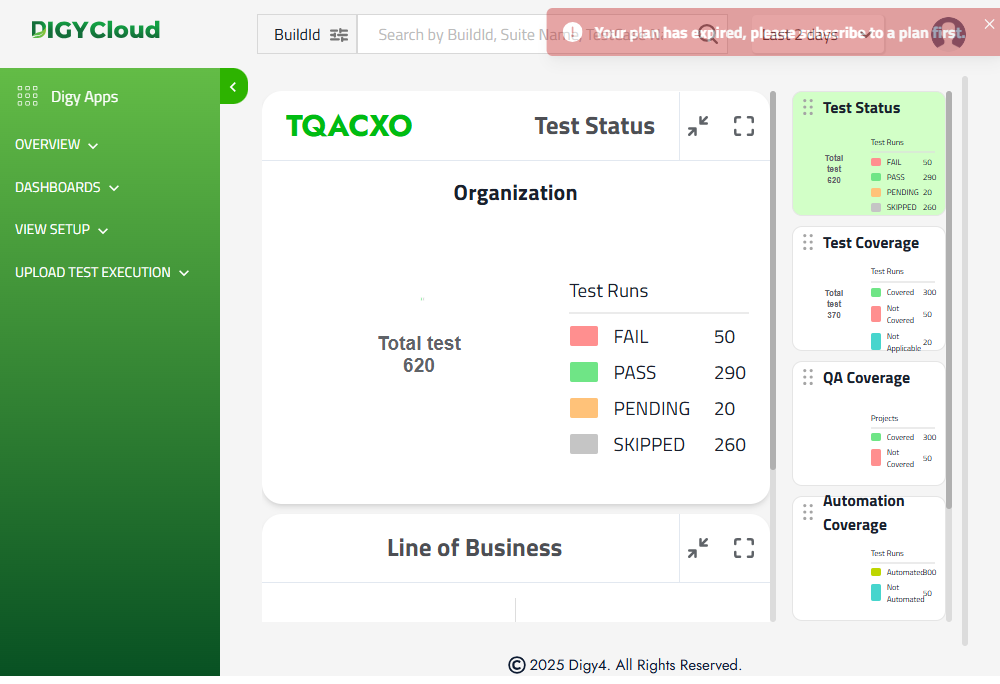 DIGYCloud
BuildId
Search by BuildId, Suite Name, Te
Last 2 days
Your plan has expired, please subscribe to a plan first.
Digy Apps
OVERVIEW
DASHBOARDS
VIEW SETUP
UPLOAD TEST EXECUTION
TQACXO
Test Status
Organization
Total test
620
Test Runs
FAIL 50
PASS 290
PENDING 20
SKIPPED 260
Line of Business
Test Status
Total
test
620
Test Runs
FAIL 50
PASS 290
PENDING 20
SKIPPED 260
Test Coverage
Total
test
370
Test Runs
Covered 300
Not
Covered 50
Not
Applicable 20
QA Coverage
Projects
Covered 300
Not
Covered 50
Automation
Coverage
Test Runs
Automated 300
Not
Automated 50
© 2025 Digy4. All Rights Reserved.